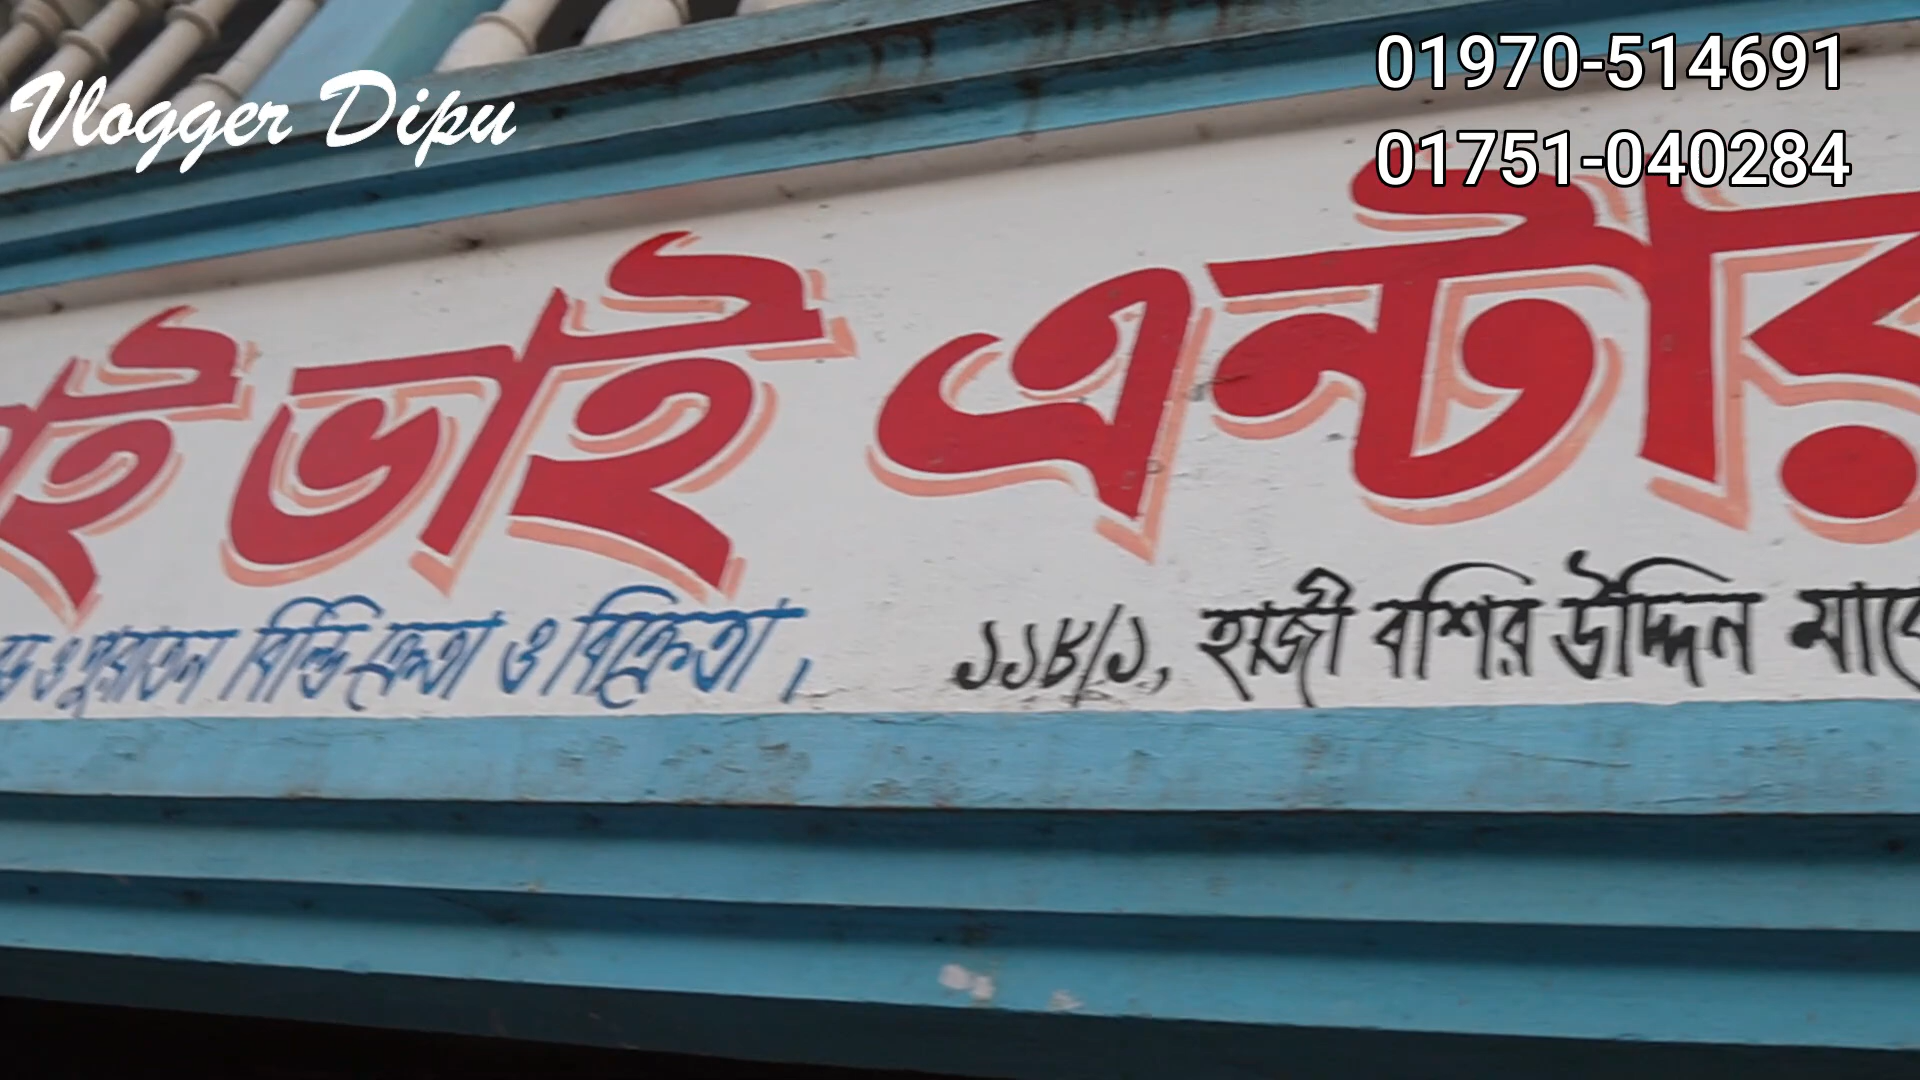 Vlogger Dipu
01970-514691
01751-040284
ভাই এন্টার
ও পুরাতন বিল্ডিং ক্রেতা ও বিক্রেতা।
১১৮/১, হাজী বশির উদ্দিন